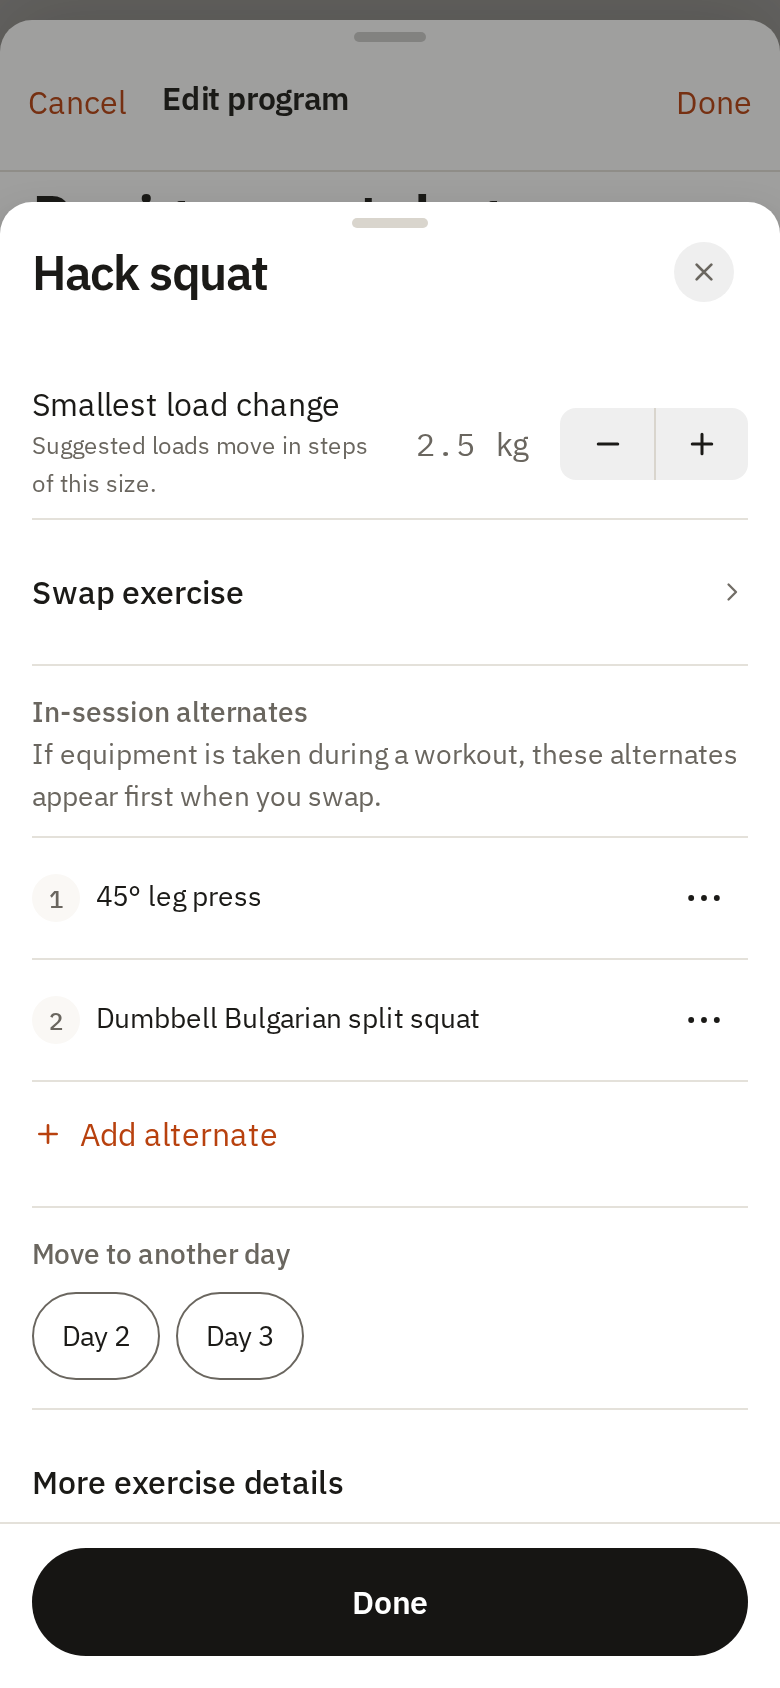 Cancel
Edit program
Done
Hack squat
Smallest load change
Suggested loads move in steps
of this size.
2.5 kg
Swap exercise
In-session alternates
If equipment is taken during a workout, these alternates
appear first when you swap.
1 45° leg press
2 Dumbbell Bulgarian split squat
+ Add alternate
Move to another day
Day 2
Day 3
More exercise details
Done